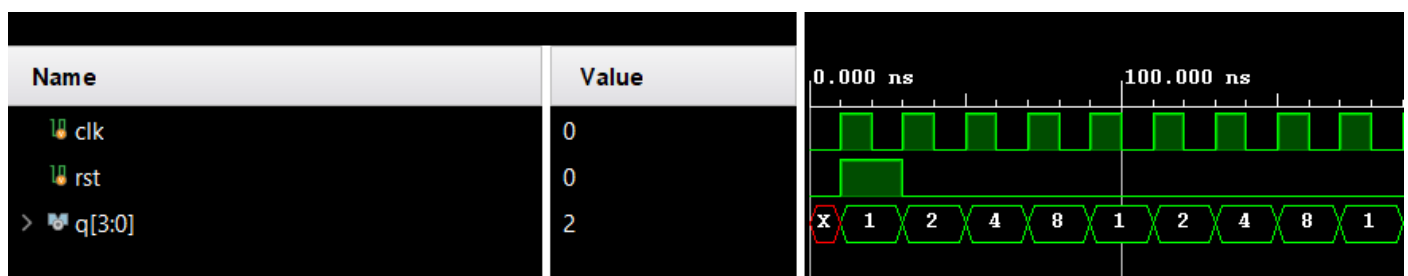 Name Value 0.000 ns 100.000 ns
clk 0
rst 0
> q[3:0] 2 X 1 2 4 8 1 2 4 8 1